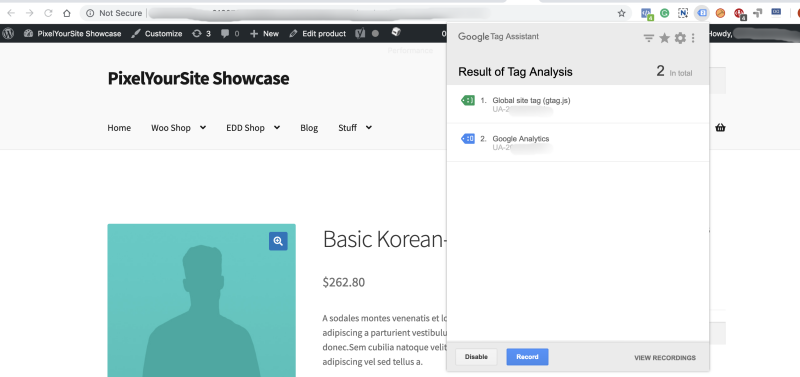 Not Secure
PixelYourSite Showcase
Customize
3
0
New
Edit product
Howdy,
PixelYourSite Showcase
Home
Woo Shop
EDD Shop
Blog
Stuff
Basic Korean-
$262.80
A sodales montes venenatis et lo
adipiscing a parturient vestibulu
donec.Sem cubilia natoque velit
adipiscing vel sed tellus a.
Google Tag Assistant
Result of Tag Analysis
2 In total
1. Global site tag (gtag.js)
UA-2
2. Google Analytics
UA-2
Disable
Record
VIEW RECORDINGS